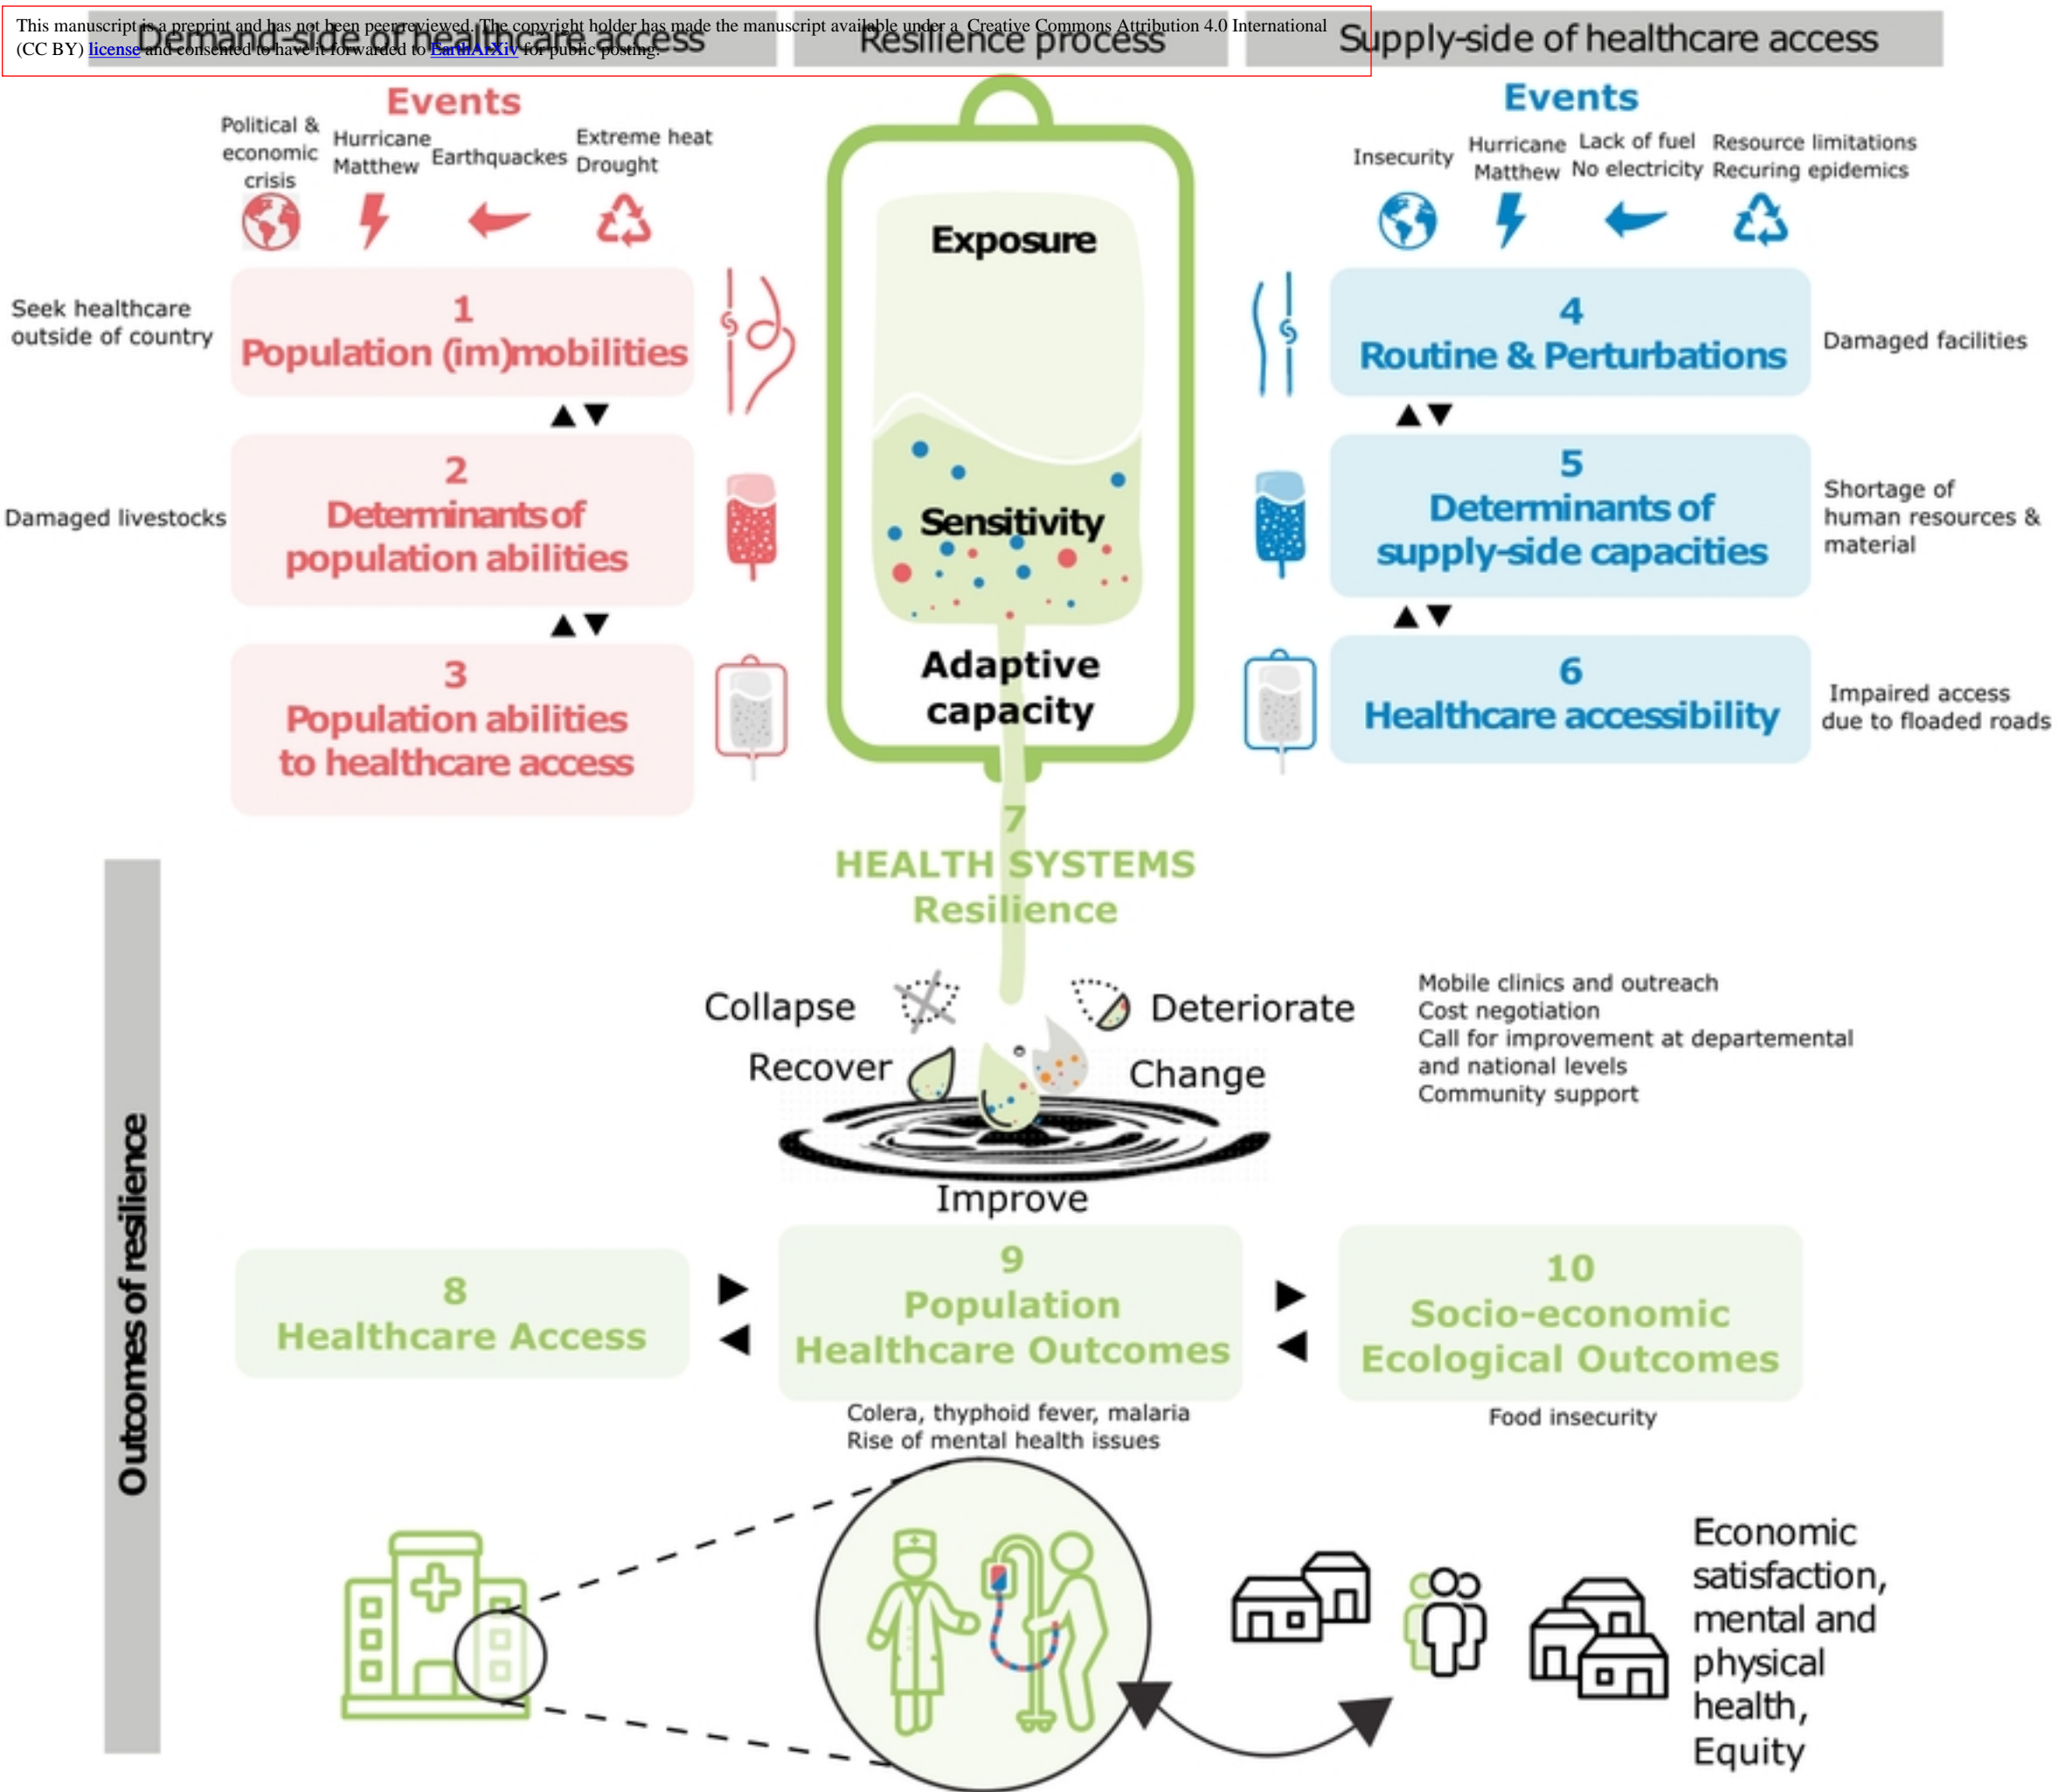 This manuscript is a preprint and has not been peer reviewed. The copyright holder has made the manuscript available under a Creative Commons Attribution 4.0 International
(CC BY) license and consented to have it forwarded to EarthArXiv for public posting.
Demand-side of healthcare access
Resilience process
Supply-side of healthcare access
Events
Political &
economic
crisis
Hurricane
Matthew
Earthquackes
Extreme heat
Drought
Seek healthcare
outside of country
1
Population (im)mobilities
Damaged livestocks
2
Determinants of
population abilities
3
Population abilities
to healthcare access
Exposure
Sensitivity
Adaptive
capacity
Events
Insecurity
Hurricane
Matthew
Lack of fuel
No electricity
Resource limitations
Recuring epidemics
4
Routine & Perturbations
Damaged facilities
5
Determinants of
supply-side capacities
Shortage of
human resources &
material
6
Healthcare accessibility
Impaired access
due to floaded roads
7
HEALTH SYSTEMS
Resilience
Outcomes of resilience
Collapse
Deteriorate
Recover
Change
Improve
Mobile clinics and outreach
Cost negotiation
Call for improvement at departemental
and national levels
Community support
8
Healthcare Access
9
Population
Healthcare Outcomes
10
Socio-economic
Ecological Outcomes
Colera, thyphoid fever, malaria
Rise of mental health issues
Food insecurity
Economic
satisfaction,
mental and
physical
health,
Equity